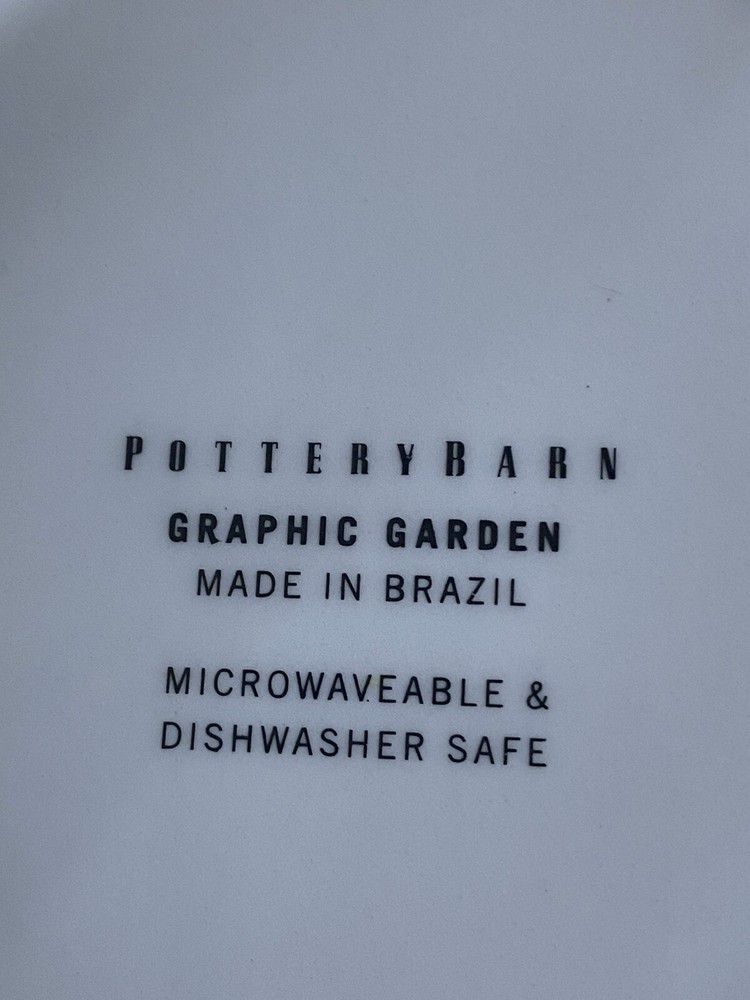 POTTERYBARN
GRAPHIC GARDEN
MADE IN BRAZIL
MICROWAVEABLE &
DISHWASHER SAFE